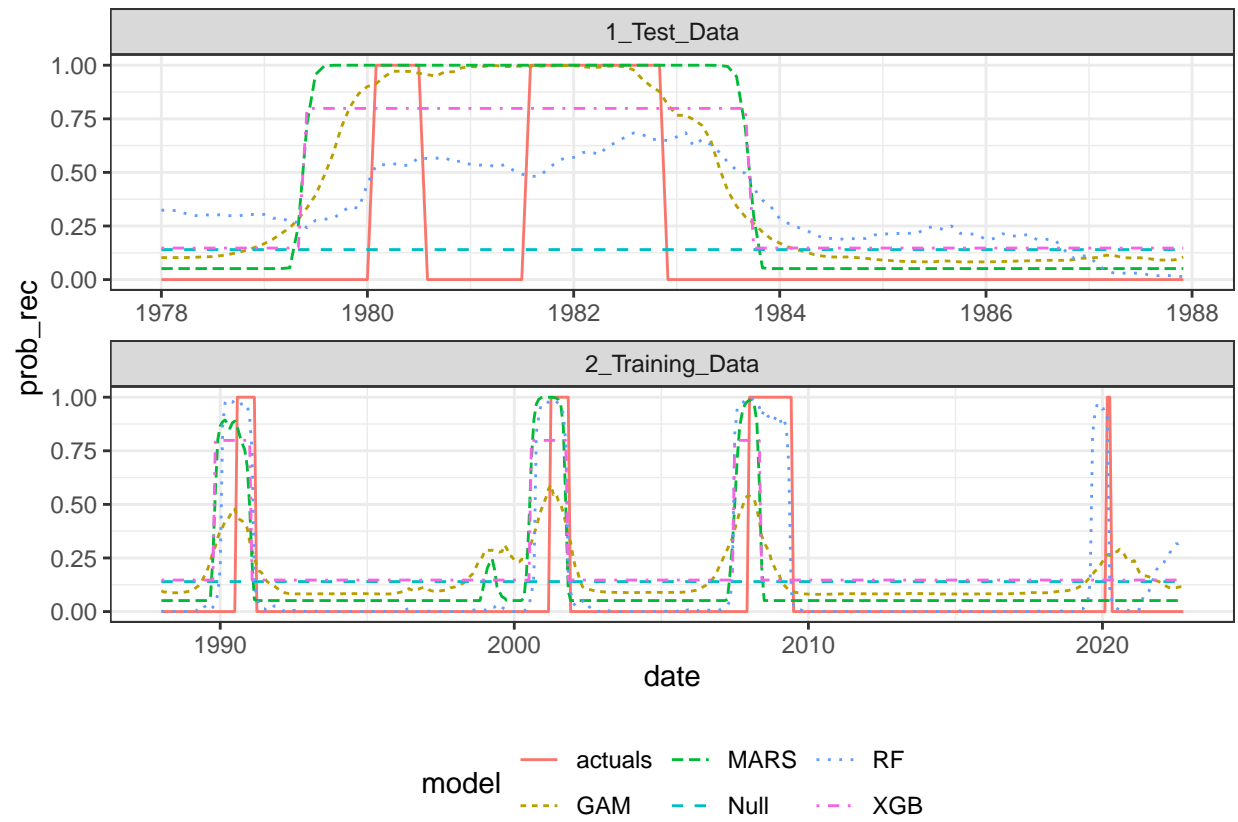 1_Test_Data
1.00
0.75
0.50
0.25
0.00
1978 1980 1982 1984 1986 1988
prob_rec
2_Training_Data
1.00
0.75
0.50
0.25
0.00
1990 2000 2010 2020
date
model
actuals MARS RF
GAM Null XGB